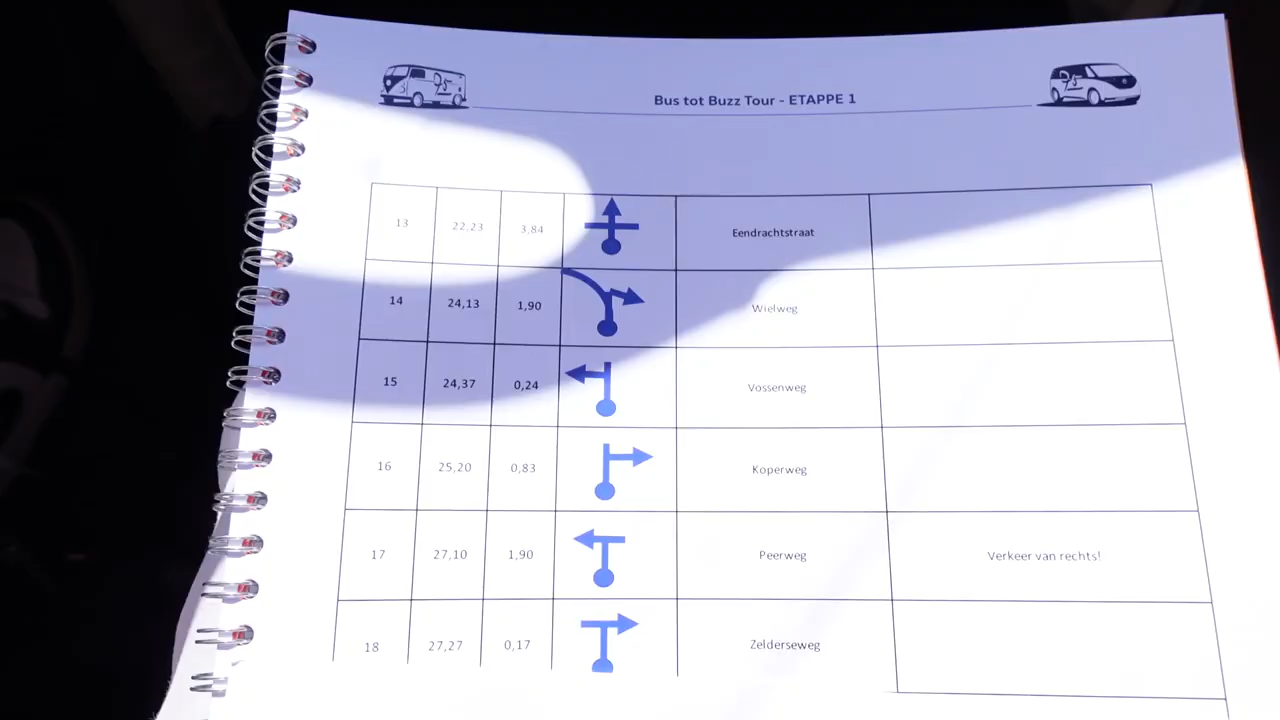 Bus tot Buzz Tour - ETAPPE 1
13 22,23 3,84 Eendrachtstraat
14 24,13 1,90 Wielweg
15 24,37 0,24 Vossenweg
16 25,20 0,83 Koperweg
17 27,10 1,90 Peerweg Verkeer van rechts!
18 27,27 0,17 Zelderseweg